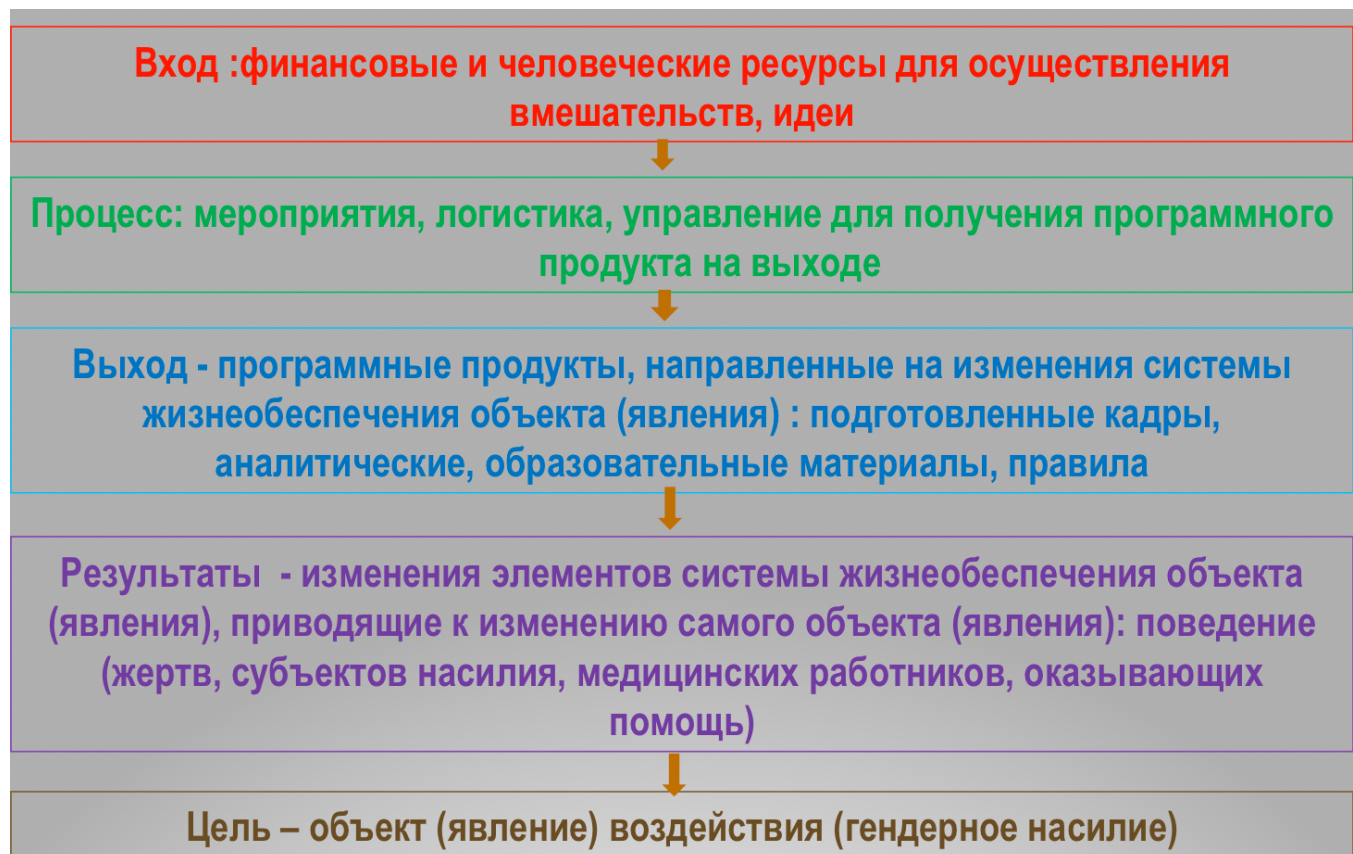 Вход :финансовые и человеческие ресурсы для осуществления
вмешательств, идеи
Процесс: мероприятия, логистика, управление для получения программного
продукта на выходе
Выход - программные продукты, направленные на изменения системы
жизнеобеспечения объекта (явления) : подготовленные кадры,
аналитические, образовательные материалы, правила
Результаты  - изменения элементов системы жизнеобеспечения объекта
(явления), приводящие к изменению самого объекта (явления): поведение
(жертв, субъектов насилия, медицинских работников, оказывающих
помощь)
Цель – объект (явление) воздействия (гендерное насилие)